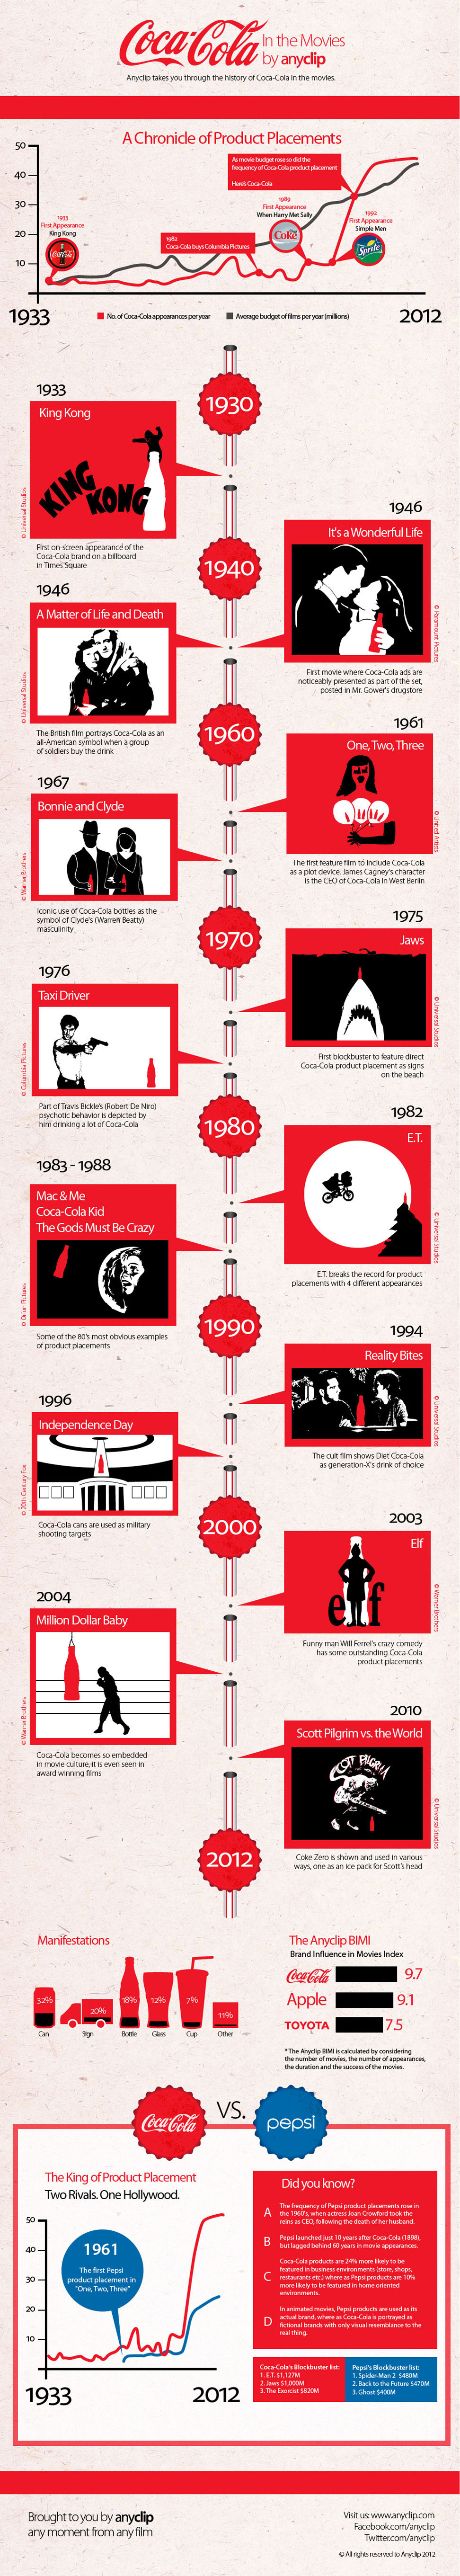 Coca-Cola
In the Movies
by anyclip
Anyclip takes you through the history of Coca-Cola in the movies.
A Chronicle of Product Placements
50
40
30
20
10
As movie budget rose so did the
frequency of Coca-Cola product placement
Here's Coca-Cola
1933
First Appearance
King Kong
Coca-Cola
1982
Coca-Cola buys Columbia Pictures
1989
First Appearance
When Harry Met Sally
Coke
1992
First Appearance
Simple Men
Sprite
1933
No. of Coca-Cola appearances per year
Average budget of films per year (millions)
2012
1930
1933
King Kong
KING
KONG
© Universal Studios
First on-screen appearance of the
Coca-Cola brand on a billboard
in Times Square
1940
1946
It's a Wonderful Life
© Paramount Pictures
First movie where Coca-Cola ads are
noticeably presented as part of the set,
posted in Mr. Gower's drugstore
1946
A Matter of Life and Death
© Universal Studios
The British film portrays Coca-Cola as an
all-American symbol when a group
of soldiers buy the drink
1960
1961
One, Two, Three
© United Artists
The first feature film to include Coca-Cola
as a plot device. James Cagney's character
is the CEO of Coca-Cola in West Berlin
1967
Bonnie and Clyde
© Warner Brothers
Iconic use of Coca-Cola bottles as the
symbol of Clyde's (Warren Beatty)
masculinity
1970
1975
Jaws
© Universal Studios
First blockbuster to feature direct
Coca-Cola product placement as signs
on the beach
1976
Taxi Driver
© Columbia Pictures
Part of Travis Bickle's (Robert De Niro)
psychotic behavior is depicted by
him drinking a lot of Coca-Cola
1980
1982
E.T.
© Universal Studios
E.T. breaks the record for product
placements with 4 different appearances
1983 - 1988
Mac & Me
Coca-Cola Kid
The Gods Must Be Crazy
© Orion Pictures
Some of the 80's most obvious examples
of product placements
1990
1994
Reality Bites
© Universal Studios
The cult film shows Diet Coca-Cola
as generation-X's drink of choice
1996
Independence Day
© 20th Century Fox
Coca-Cola cans are used as military
shooting targets
2000
2003
Elf
elf
© Warner Brothers
Funny man Will Ferrel's crazy comedy
has some outstanding Coca-Cola
product placements
2004
Million Dollar Baby
© Warner Brothers
Coca-Cola becomes so embedded
in movie culture, it is even seen in
award winning films
2010
Scott Pilgrim vs. the World
SCOTT PILGRIM
© Universal Studios
Coke Zero is shown and used in various
ways, one as an ice pack for Scott's head
2012
Manifestations
32%
20%
18%
12%
7%
11%
Can
Sign
Bottle
Glass
Cup
Other
The Anyclip BIMI
Brand Influence in Movies Index
Coca-Cola
9.7
Apple
9.1
TOYOTA
7.5
* The Anyclip BIMI is calculated by considering
the number of movies, the number of appearances,
the duration and the success of the movies.
Coca-Cola
VS.
pepsi
The King of Product Placement
Two Rivals. One Hollywood.
50
40
30
20
10
1961
The first Pepsi
product placement in
"One, Two, Three"
1933
2012
Did you know?
A
The frequency of Pepsi product placements rose in
the 1960's, when actress Joan Crowford took the
reins as CEO, following the death of her husband.
B
Pepsi launched just 10 years after Coca-Cola (1898),
but lagged behind 60 years in movie appearances.
C
Coca-Cola products are 24% more likely to be
featured in business environments (store, shops,
restaurants etc.) where as Pepsi products are 10%
more likely to be featured in home oriented
environments.
D
In animated movies, Pepsi products are used as its
actual brand, where as Coca-Cola is portrayed as
fictional brands with only visual resemblance to the
real thing.
Coca-Cola's Blockbuster list:
1. E.T. $1,127M
2. Jaws $1,000M
3. The Exorcist $820M
Pepsi's Blockbuster list:
1. Spider-Man 2 $480M
2. Back to the Future $470M
3. Ghost $400M
Brought to you by anyclip
any moment from any film
Visit us: www.anyclip.com
Facebook.com/anyclip
Twitter.com/anyclip
© All rights reserved to Anyclip 2012